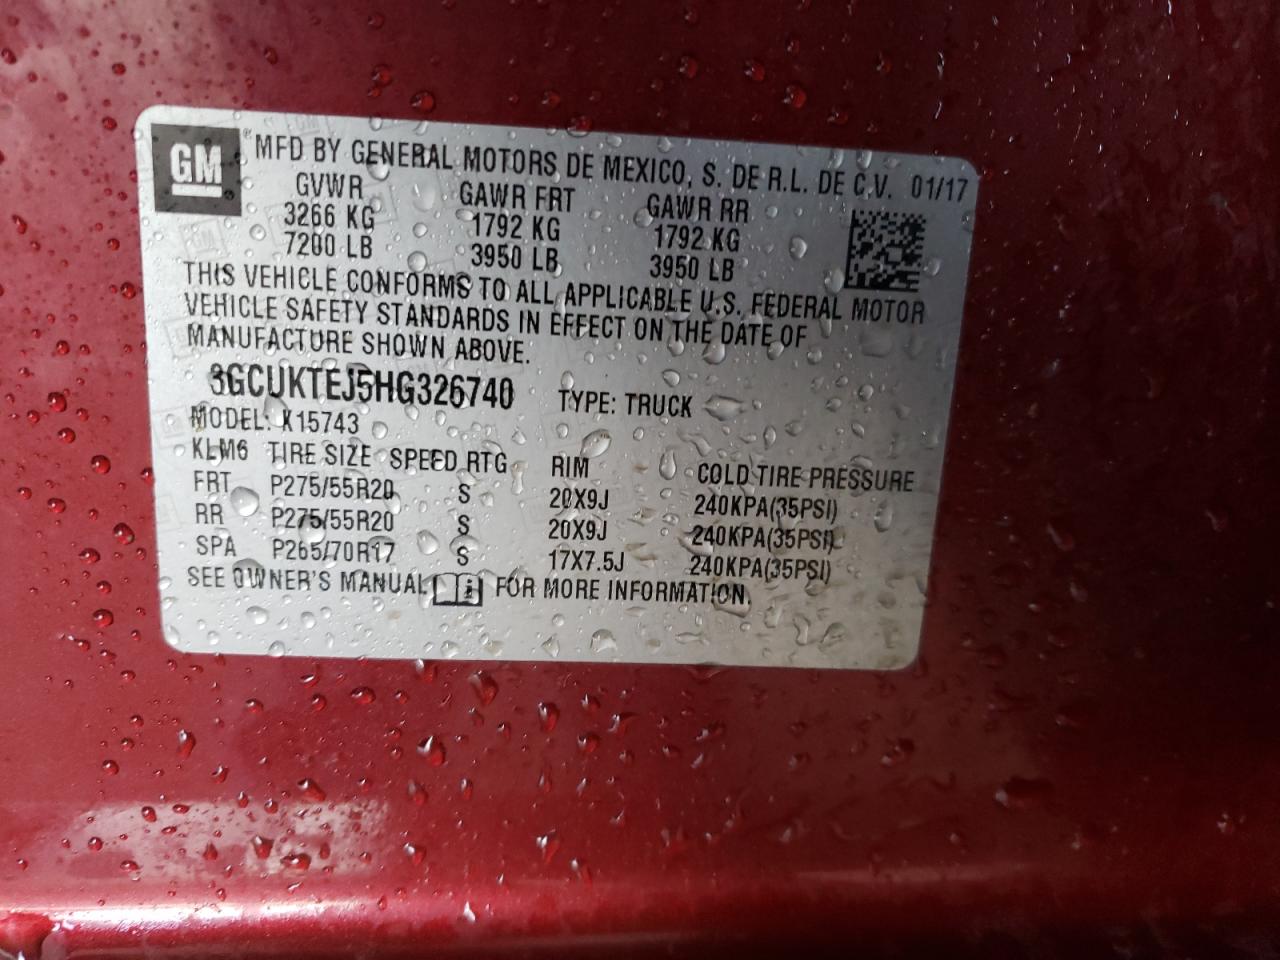 GM
®MFD BY GENERAL MOTORS DE MEXICO, S. DE R.L. DE C.V. 01/17
GVWR GAWR FRT GAWR RR
3266 KG 1792 KG 1792 KG
7200 LB 3950 LB 3950 LB
THIS VEHICLE CONFORMS TO ALL APPLICABLE U.S. FEDERAL MOTOR
VEHICLE SAFETY STANDARDS IN EFFECT ON THE DATE OF
MANUFACTURE SHOWN ABOVE.
3GCUKTEJ5HG326740 TYPE: TRUCK
MODEL: K15743
KLM6 TIRE SIZE SPEED RTG RIM COLD TIRE PRESSURE
FRT P275/55R20 S 20X9J 240KPA(35PSI)
RR P275/55R20 S 20X9J 240KPA(35PSI)
SPA P265/70R17 S 17X7.5J 240KPA(35PSI)
SEE OWNER'S MANUAL FOR MORE INFORMATION.